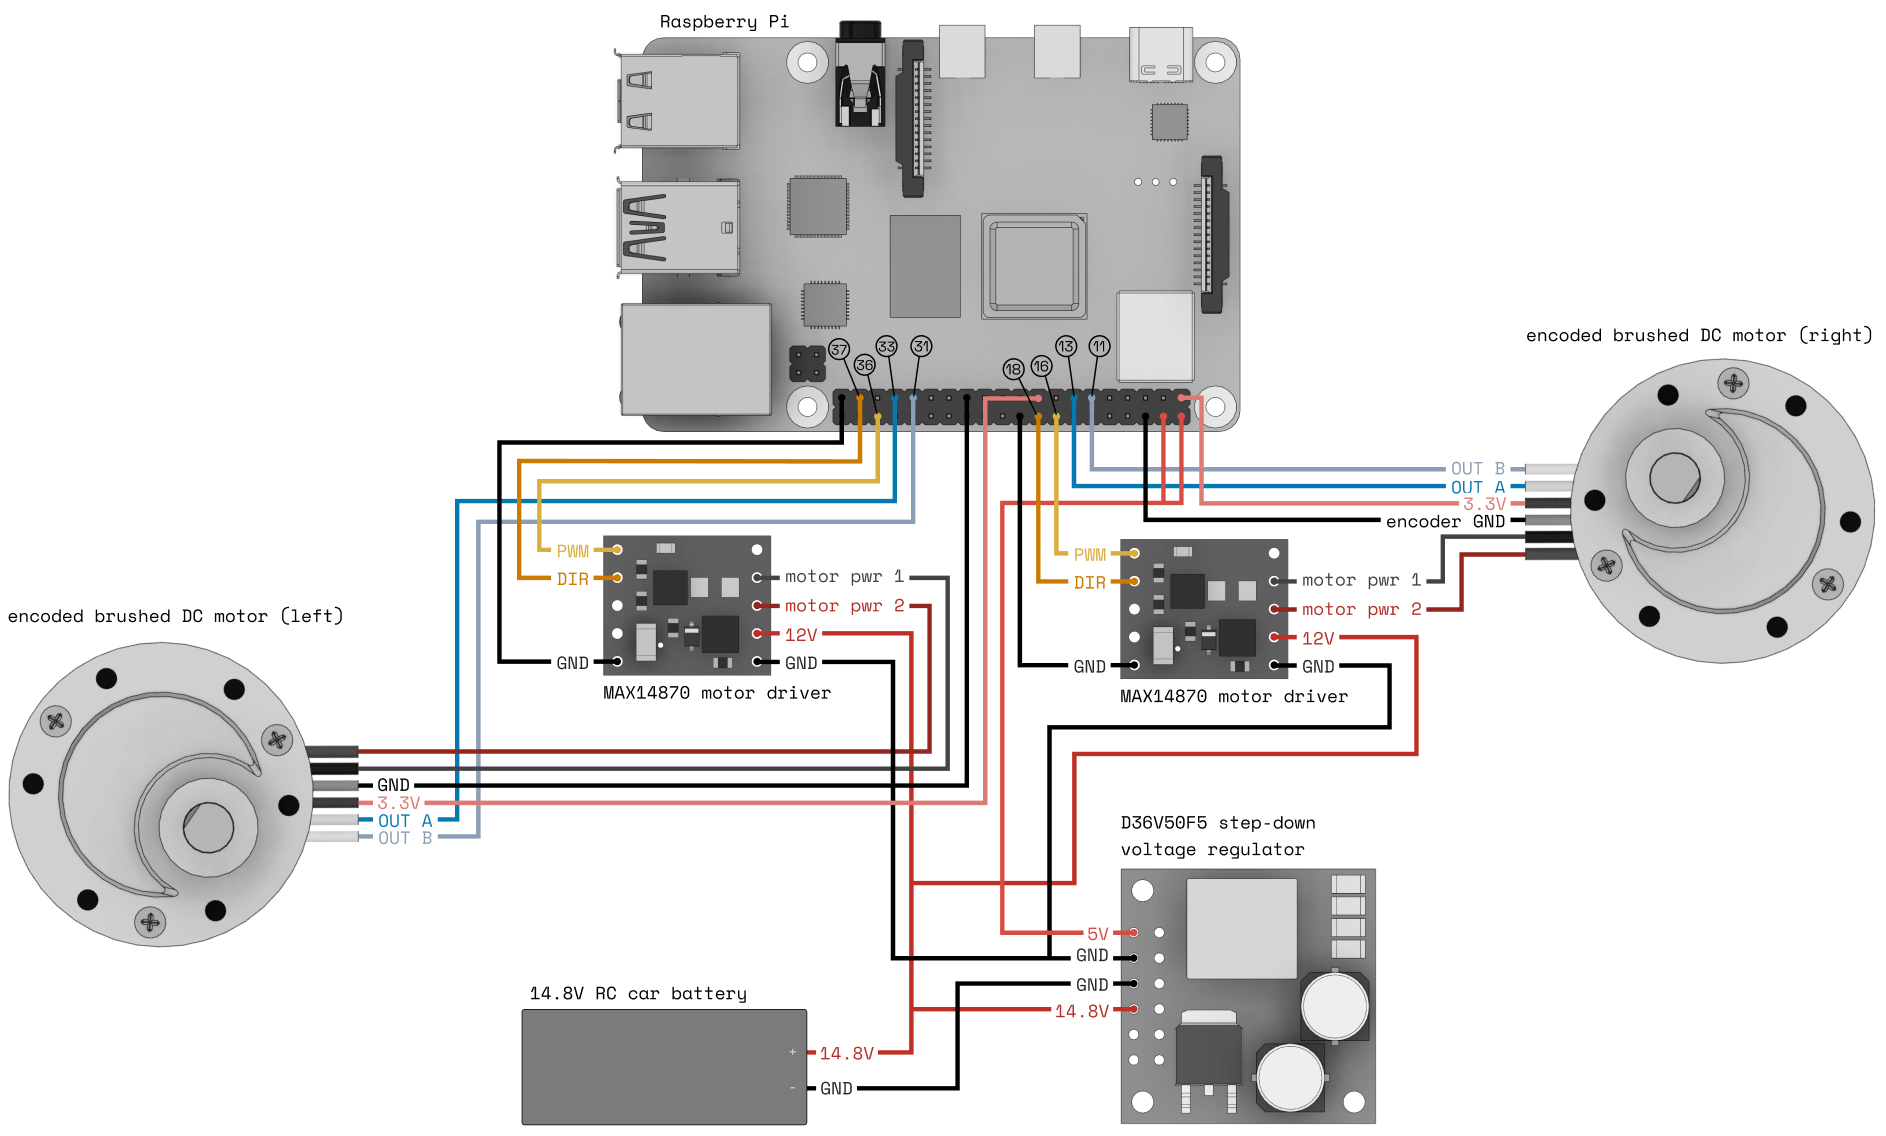 Raspberry Pi
37
36
33
31
18
16
13
11
encoded brushed DC motor (right)
OUT B
OUT A
3.3V
encoder GND
PWM
DIR
GND
motor pwr 1
motor pwr 2
12V
GND
MAX14870 motor driver
PWM
DIR
GND
motor pwr 1
motor pwr 2
12V
GND
MAX14870 motor driver
encoded brushed DC motor (left)
GND
3.3V
OUT A
OUT B
D36V50F5 step-down
voltage regulator
5V
GND
GND
14.8V
14.8V RC car battery
+
14.8V
-
GND